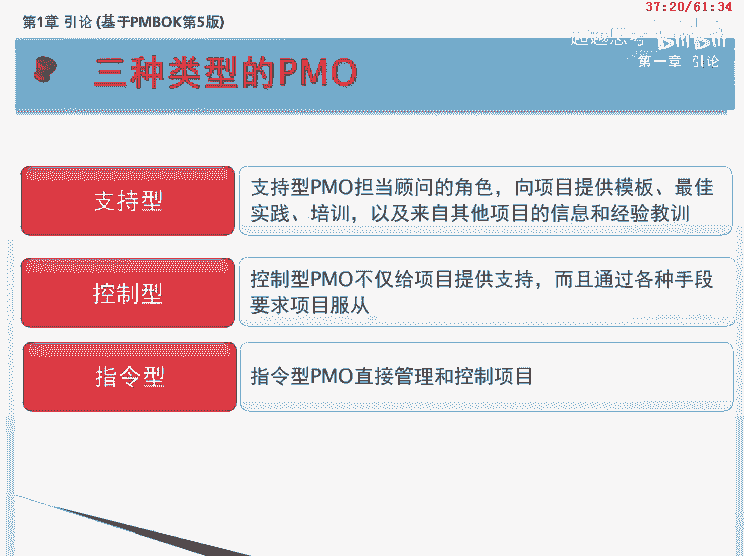 37:20/61:34
第1章 引论 (基于PMBOK第5版)
bilibili
第一章 引论
三种类型的PMO
支持型
支持型PMO担当顾问的角色，向项目提供模板、最佳
实践、培训，以及来自其他项目的信息和经验教训
控制型
控制型PMO不仅给项目提供支持，而且通过各种手段
要求项目服从
指令型
指令型PMO直接管理和控制项目